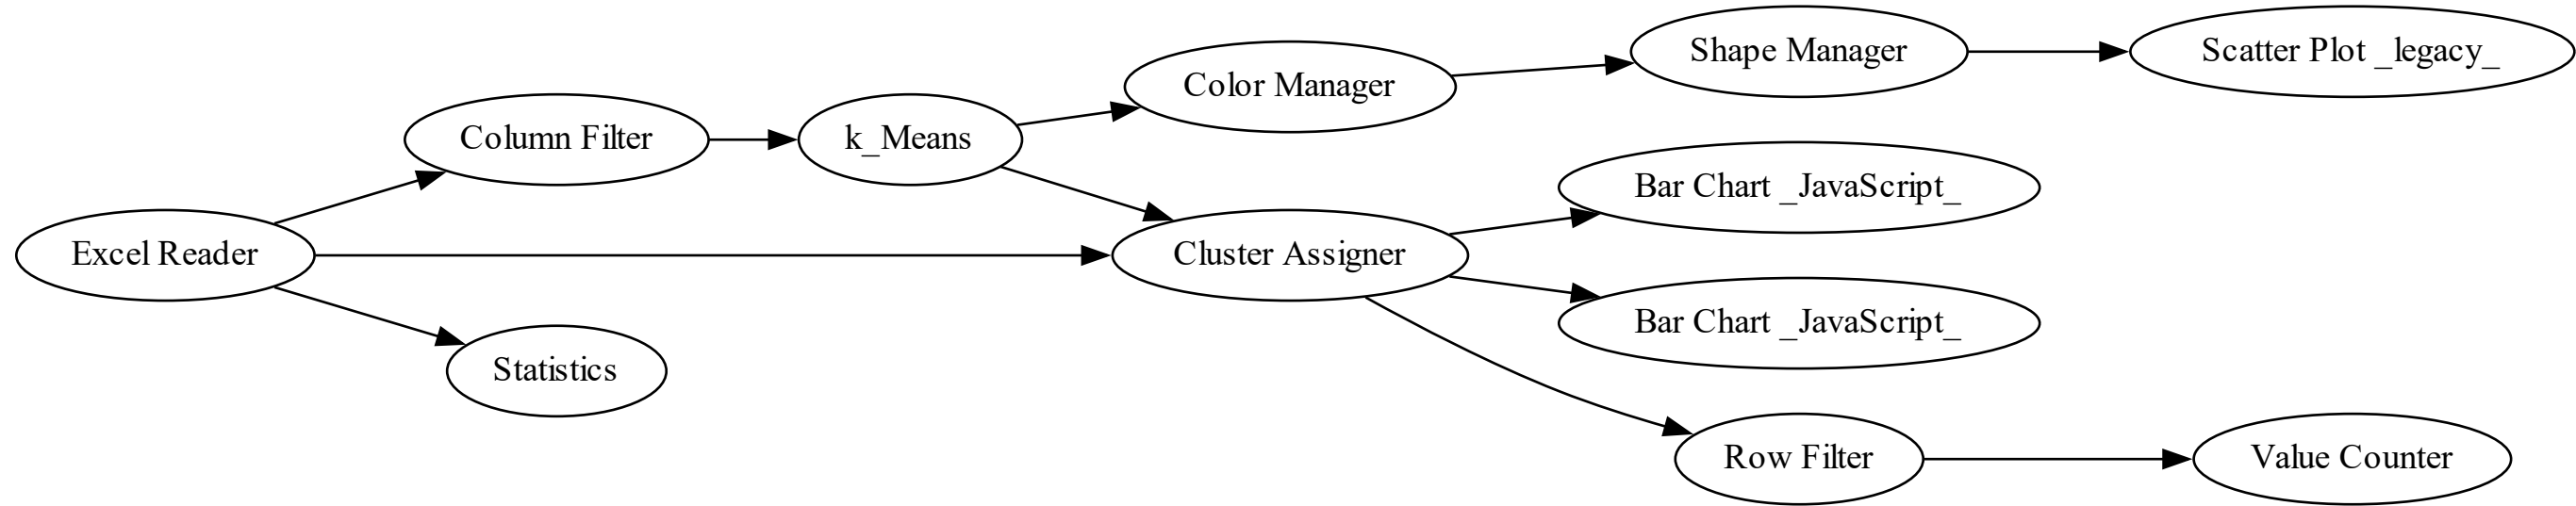 Shape Manager
Scatter Plot _legacy_
Color Manager
Column Filter
k_Means
Bar Chart _JavaScript_
Excel Reader
Cluster Assigner
Bar Chart _JavaScript_
Statistics
Row Filter
Value Counter